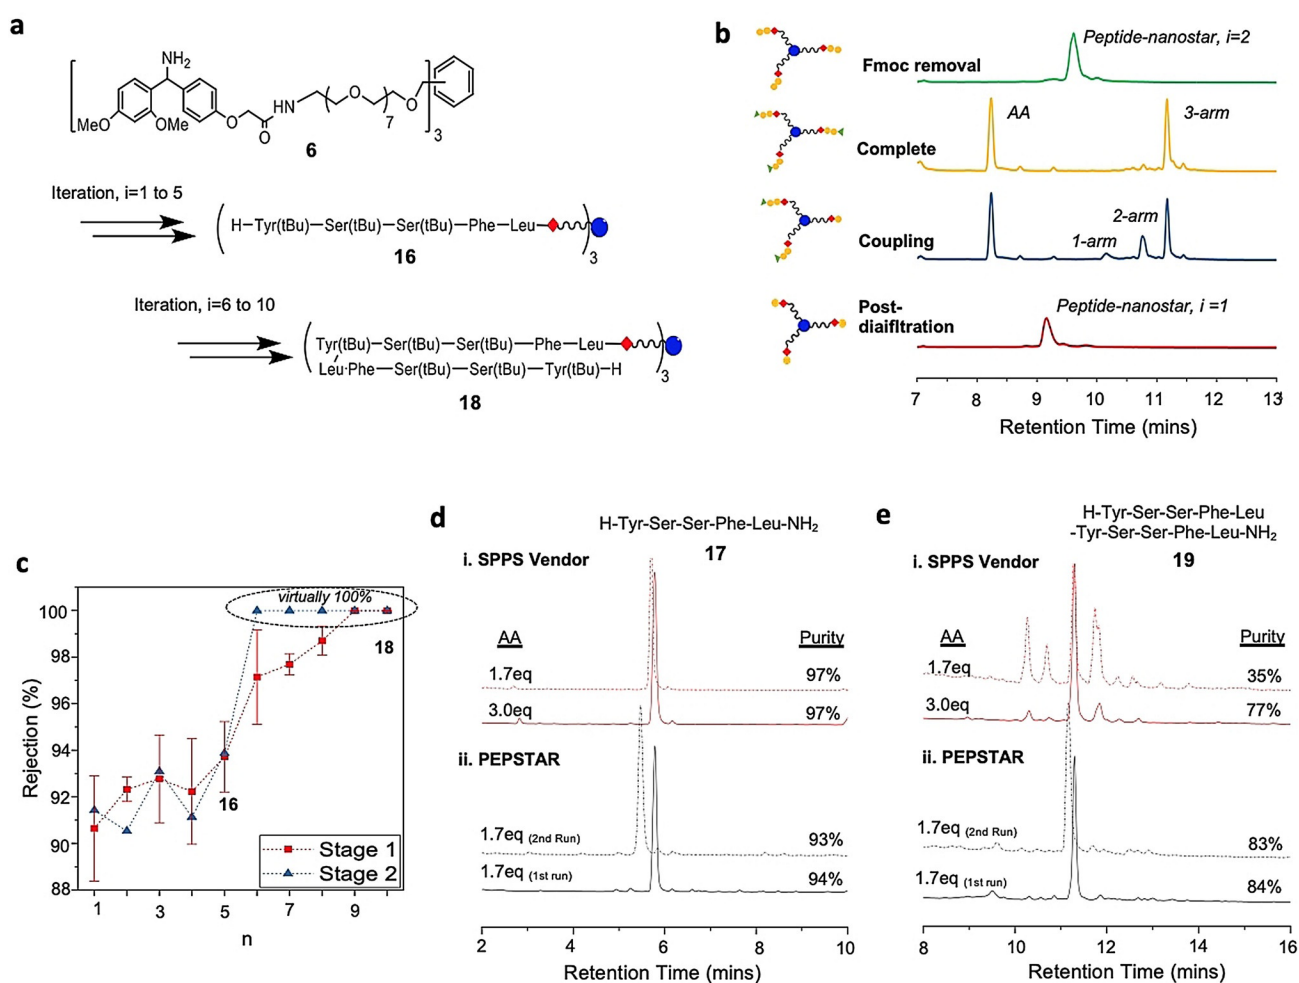 a
NH2
MeO
OMe
O
O
HN
O
7
O
3
6
Iteration, i=1 to 5
H–Tyr(tBu)–Ser(tBu)–Ser(tBu)–Phe–Leu
3
16
Iteration, i=6 to 10
Tyr(tBu)–Ser(tBu)–Ser(tBu)–Phe–Leu
Leu·Phe–Ser(tBu)–Ser(tBu)–Tyr(tBu)–H
3
18
b
Peptide-nanostar, i=2
Fmoc removal
AA
3-arm
Complete
2-arm
1-arm
Coupling
Post-
diaifltration
Peptide-nanostar, i =1
7 8 9 10 11 12 13
Retention Time (mins)
c
virtually 100%
100
98
96
94
92
90
88
18
16
Stage 1
Stage 2
1 3 5 7 9
n
Rejection (%)
d
H-Tyr-Ser-Ser-Phe-Leu-NH2
17
i. SPPS Vendor
AA Purity
1.7eq 97%
3.0eq 97%
ii. PEPSTAR
1.7eq (2nd Run) 93%
1.7eq (1st run) 94%
2 4 6 8 10
Retention Time (mins)
e
H-Tyr-Ser-Ser-Phe-Leu
-Tyr-Ser-Ser-Phe-Leu-NH2
19
i. SPPS Vendor
AA Purity
1.7eq 35%
3.0eq 77%
ii. PEPSTAR
1.7eq (2nd Run) 83%
1.7eq (1st run) 84%
8 10 12 14 16
Retention Time (mins)